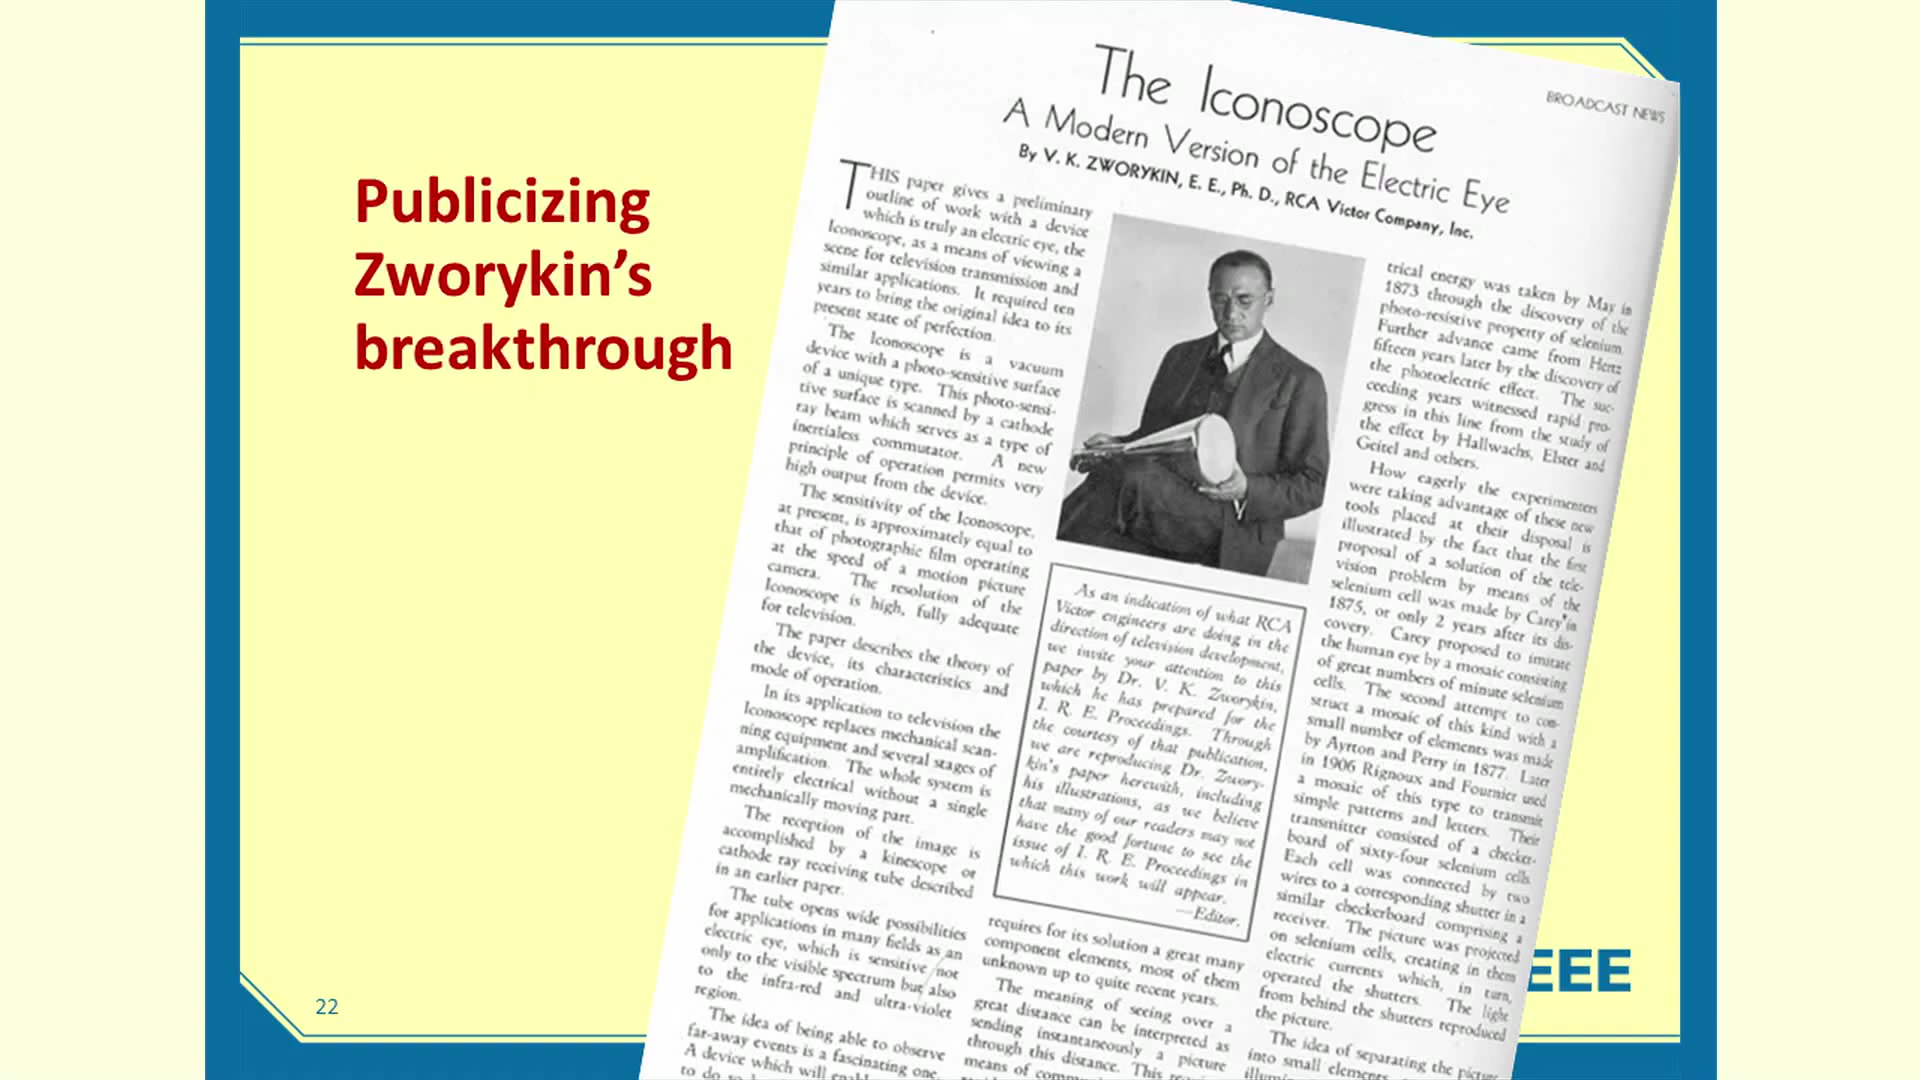 Publicizing
Zworykin’s
breakthrough
22
EEE
BROADCAST NEWS
The Iconoscope
A Modern Version of the Electric Eye
By V. K. ZWORYKIN, E. E., Ph. D., RCA Victor Company, Inc.
THIS paper gives a preliminary
outline of work with a device
which is truly an electric eye, the
Iconoscope, as a means of viewing a
scene for television transmission and
similar applications. It required ten
years to bring the original idea to its
present state of perfection.
The Iconoscope is a vacuum
device with a photo-sensitive surface
of a unique type. This photo-sensi-
tive surface is scanned by a cathode
ray beam which serves as a type of
inertialess commutator. A new
principle of operation permits very
high output from the device.
The sensitivity of the Iconoscope,
at present, is approximately equal to
that of photographic film operating
at the speed of a motion picture
camera. The resolution of the
Iconoscope is high, fully adequate
for television.
The paper describes the theory of
the device, its characteristics and
mode of operation.
In its application to television the
Iconoscope replaces mechanical scan-
ning equipment and several stages of
amplification. The whole system is
entirely electrical without a single
mechanically moving part.
The reception of the image is
accomplished by a kinescope or
cathode ray receiving tube described
in an earlier paper.
The tube opens wide possibilities
for applications in many fields as an
electric eye, which is sensitive not
only to the visible spectrum but also
to the infra-red and ultra-violet
region.
The idea of being able to observe
far-away events is a fascinating one.
A device which will
to do
As an indication of what RCA
Victor engineers are doing in the
direction of television development,
we invite your attention to this
paper by Dr. V. K. Zworykin,
which he has prepared for the
I. R. E. Proceedings. Through
the courtesy of that publication,
we are reproducing Dr. Zwory-
kin's paper herewith, including
his illustrations, as we believe
that many of our readers may not
have the good fortune to see the
issue of I. R. E. Proceedings in
which this work will appear.
—Editor.
requires for its solution a great many
component elements, most of them
unknown up to quite recent years.
The meaning of seeing over a
great distance can be interpreted as
sending instantaneously a picture
through this distance. This
means of
trical energy was taken by May in
1873 through the discovery of the
photo-resistive property of selenium.
Further advance came from Hertz
fifteen years later by the discovery of
the photoelectric effect. The suc-
ceeding years witnessed rapid pro-
gress in this line from the study of
the effect by Hallwachs, Elster and
Geitel and others.
How eagerly the experimenters
were taking advantage of these new
tools placed at their disposal is
illustrated by the fact that the first
proposal of a solution of the tele-
vision problem by means of the
selenium cell was made by Carey in
1875, or only 2 years after its dis-
covery. Carey proposed to imitate
the human eye by a mosaic consisting
of great numbers of minute selenium
cells. The second attempt to con-
struct a mosaic of this kind with a
small number of elements was made
by Ayrton and Perry in 1877. Later
in 1906 Rignoux and Fournier used
a mosaic of this type to transmit
simple patterns and letters. Their
transmitter consisted of a checker-
board of sixty-four selenium cells.
Each cell was connected by two
wires to a corresponding shutter in a
similar checkerboard comprising a
receiver. The picture was projected
on selenium cells, creating in them
electric currents which, in turn,
operated the shutters. The light
from behind the shutters reproduced
the picture.
The idea of separating the picture
into small elements